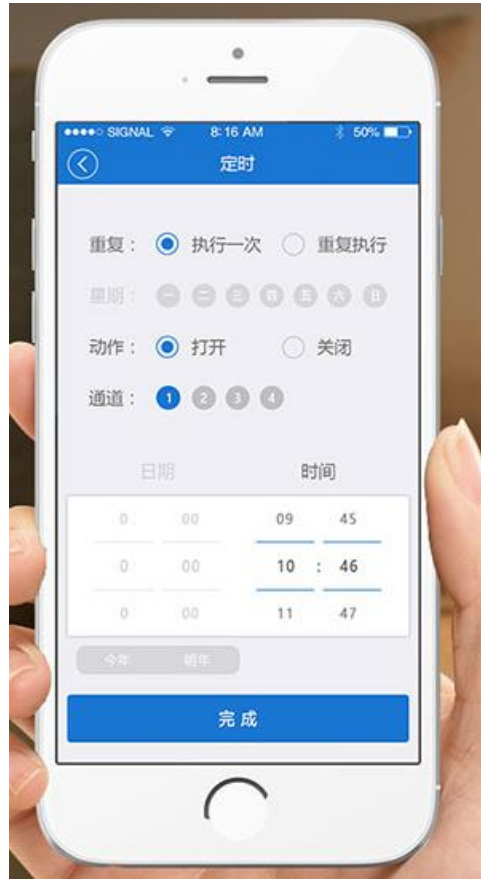 SIGNAL 8:16 AM 50%
定时
重复： 执行一次 重复执行
星期： 一 二 三 四 五 六 日
动作： 打开 关闭
通道： 1 2 3 4
日期 时间
0 00 09 45
0 00 10 : 46
0 00 11 47
今年 明年
完成